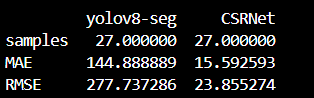 yolov8-seg CSRNet
samples 27.000000 27.000000
MAE 144.888889 15.592593
RMSE 277.737286 23.855274